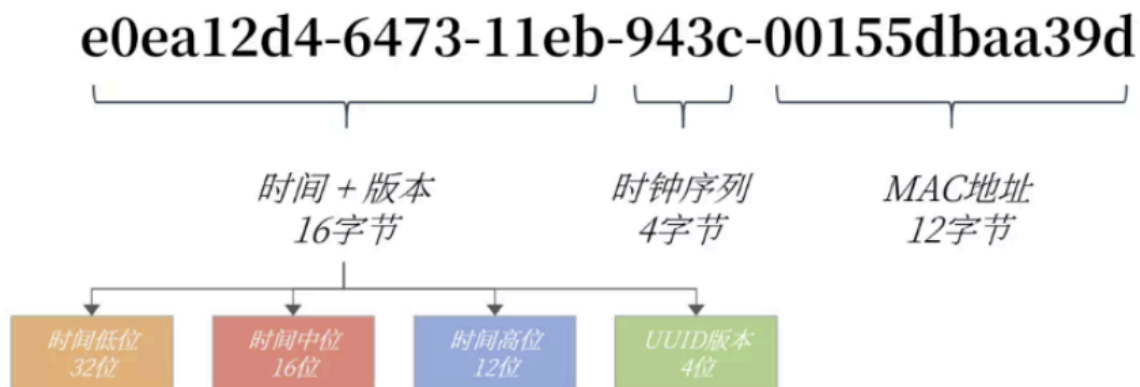 e0ea12d4-6473-11eb-943c-00155dbaa39d
时间 + 版本
16字节
时钟序列
4字节
MAC地址
12字节
时间低位
32位
时间中位
16位
时间高位
12位
UUID版本
4位